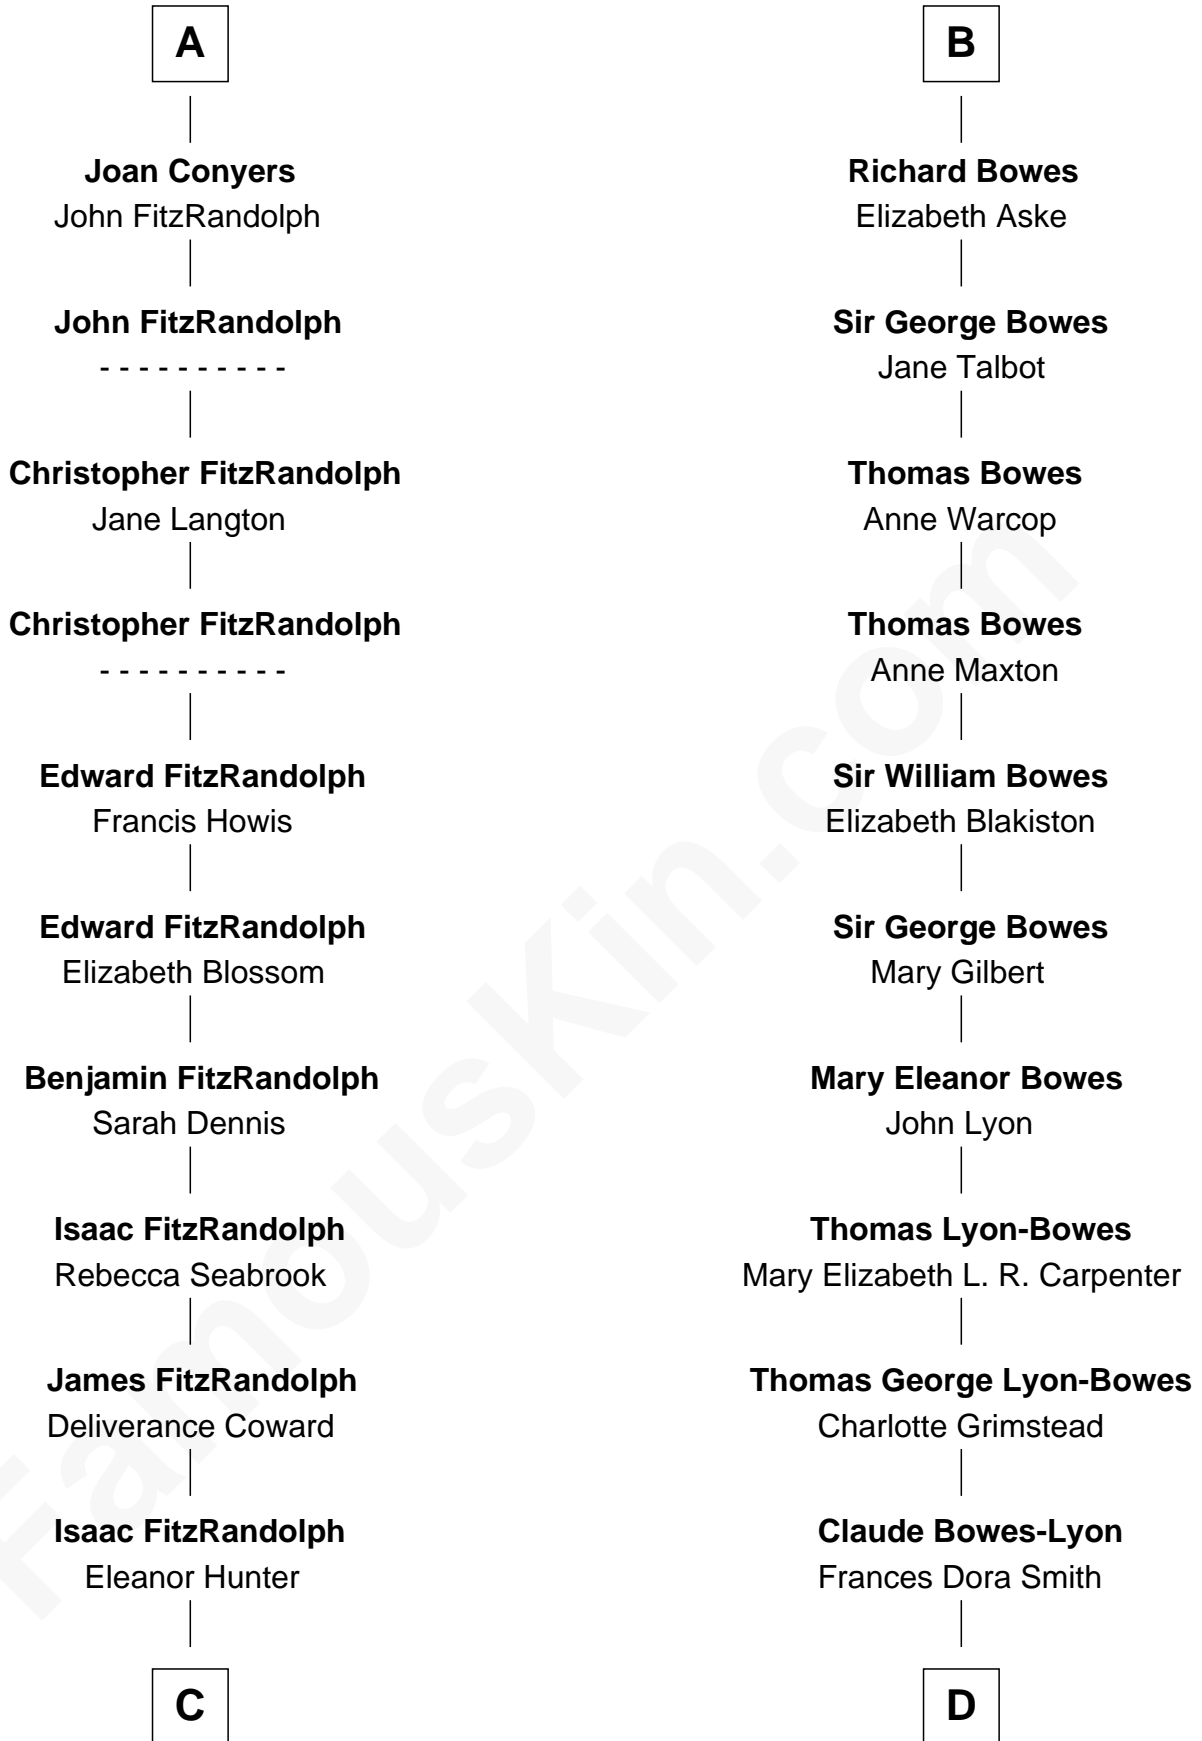 A
Joan Conyers
John FitzRandolph
John FitzRandolph
- - - - - - - - - -
Christopher FitzRandolph
Jane Langton
Christopher FitzRandolph
- - - - - - - - - -
Edward FitzRandolph
Francis Howis
Edward FitzRandolph
Elizabeth Blossom
Benjamin FitzRandolph
Sarah Dennis
Isaac FitzRandolph
Rebecca Seabrook
James FitzRandolph
Deliverance Coward
Isaac FitzRandolph
Eleanor Hunter
C
B
Richard Bowes
Elizabeth Aske
Sir George Bowes
Jane Talbot
Thomas Bowes
Anne Warcop
Thomas Bowes
Anne Maxton
Sir William Bowes
Elizabeth Blakiston
Sir George Bowes
Mary Gilbert
Mary Eleanor Bowes
John Lyon
Thomas Lyon-Bowes
Mary Elizabeth L. R. Carpenter
Thomas George Lyon-Bowes
Charlotte Grimstead
Claude Bowes-Lyon
Frances Dora Smith
D
FamousKin.com